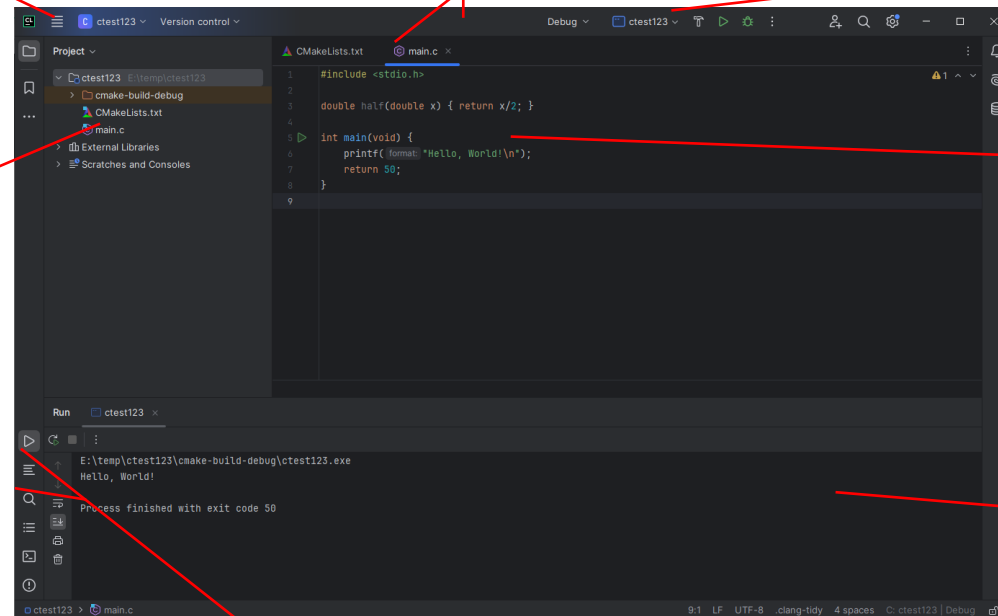 CL C ctest123 Version control Debug ctest123
Project
ctest123 E:\temp\ctest123
cmake-build-debug
CMakeLists.txt
main.c
External Libraries
Scratches and Consoles
CMakeLists.txt main.c
1 #include <stdio.h>
2
3 double half(double x) { return x/2; }
4
5 int main(void) {
6 printf( format: "Hello, World!\n");
7 return 50;
8 }
9
1
Run ctest123
E:\temp\ctest123\cmake-build-debug\ctest123.exe
Hello, World!
Process finished with exit code 50
ctest123 > main.c 9:1 LF UTF-8 .clang-tidy 4 spaces C: ctest123 | Debug